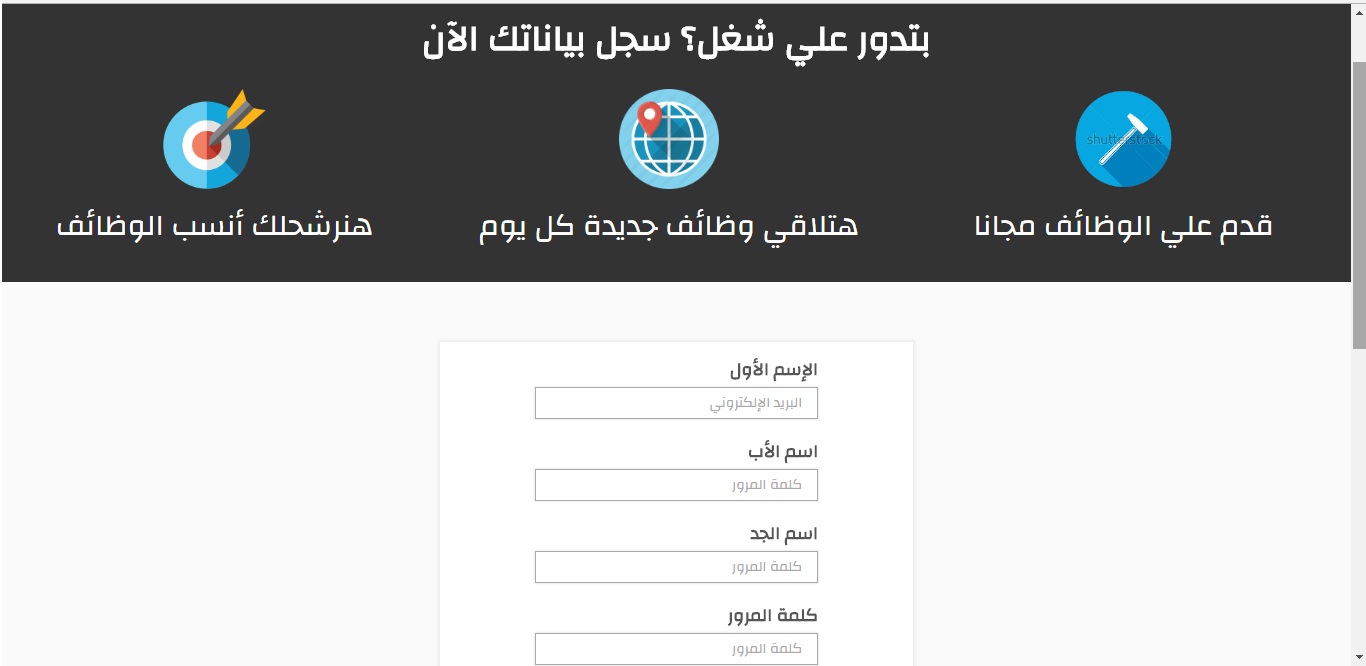 بتدور علي شغل؟ سجل بياناتك الآن
shutterstock
قدم علي الوظائف مجانا
هتلاقي وظائف جديدة كل يوم
هنرشحلك أنسب الوظائف
الإسم الأول
البريد الإلكتروني
اسم الأب
كلمة المرور
اسم الجد
كلمة المرور
كلمة المرور
كلمة المرور